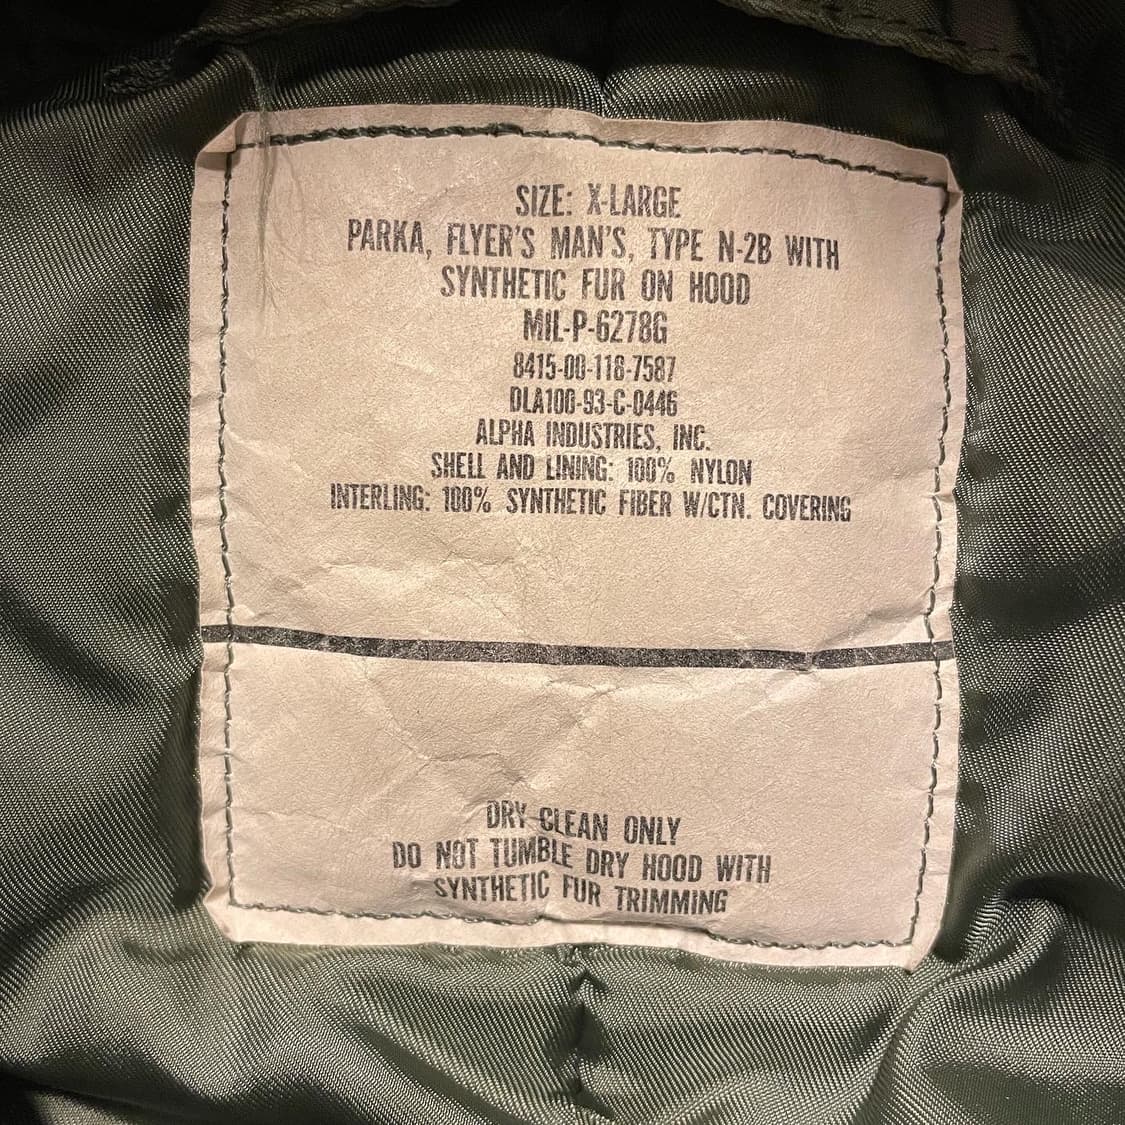 SIZE: X-LARGE
PARKA, FLYER'S MAN'S, TYPE N-2B WITH
SYNTHETIC FUR ON HOOD
MIL-P-6278G
8415-00-118-7587
DLA100-93-C-0446
ALPHA INDUSTRIES, INC.
SHELL AND LINING: 100% NYLON
INTERLING: 100% SYNTHETIC FIBER W/CTN. COVERING
DRY CLEAN ONLY
DO NOT TUMBLE DRY HOOD WITH
SYNTHETIC FUR TRIMMING